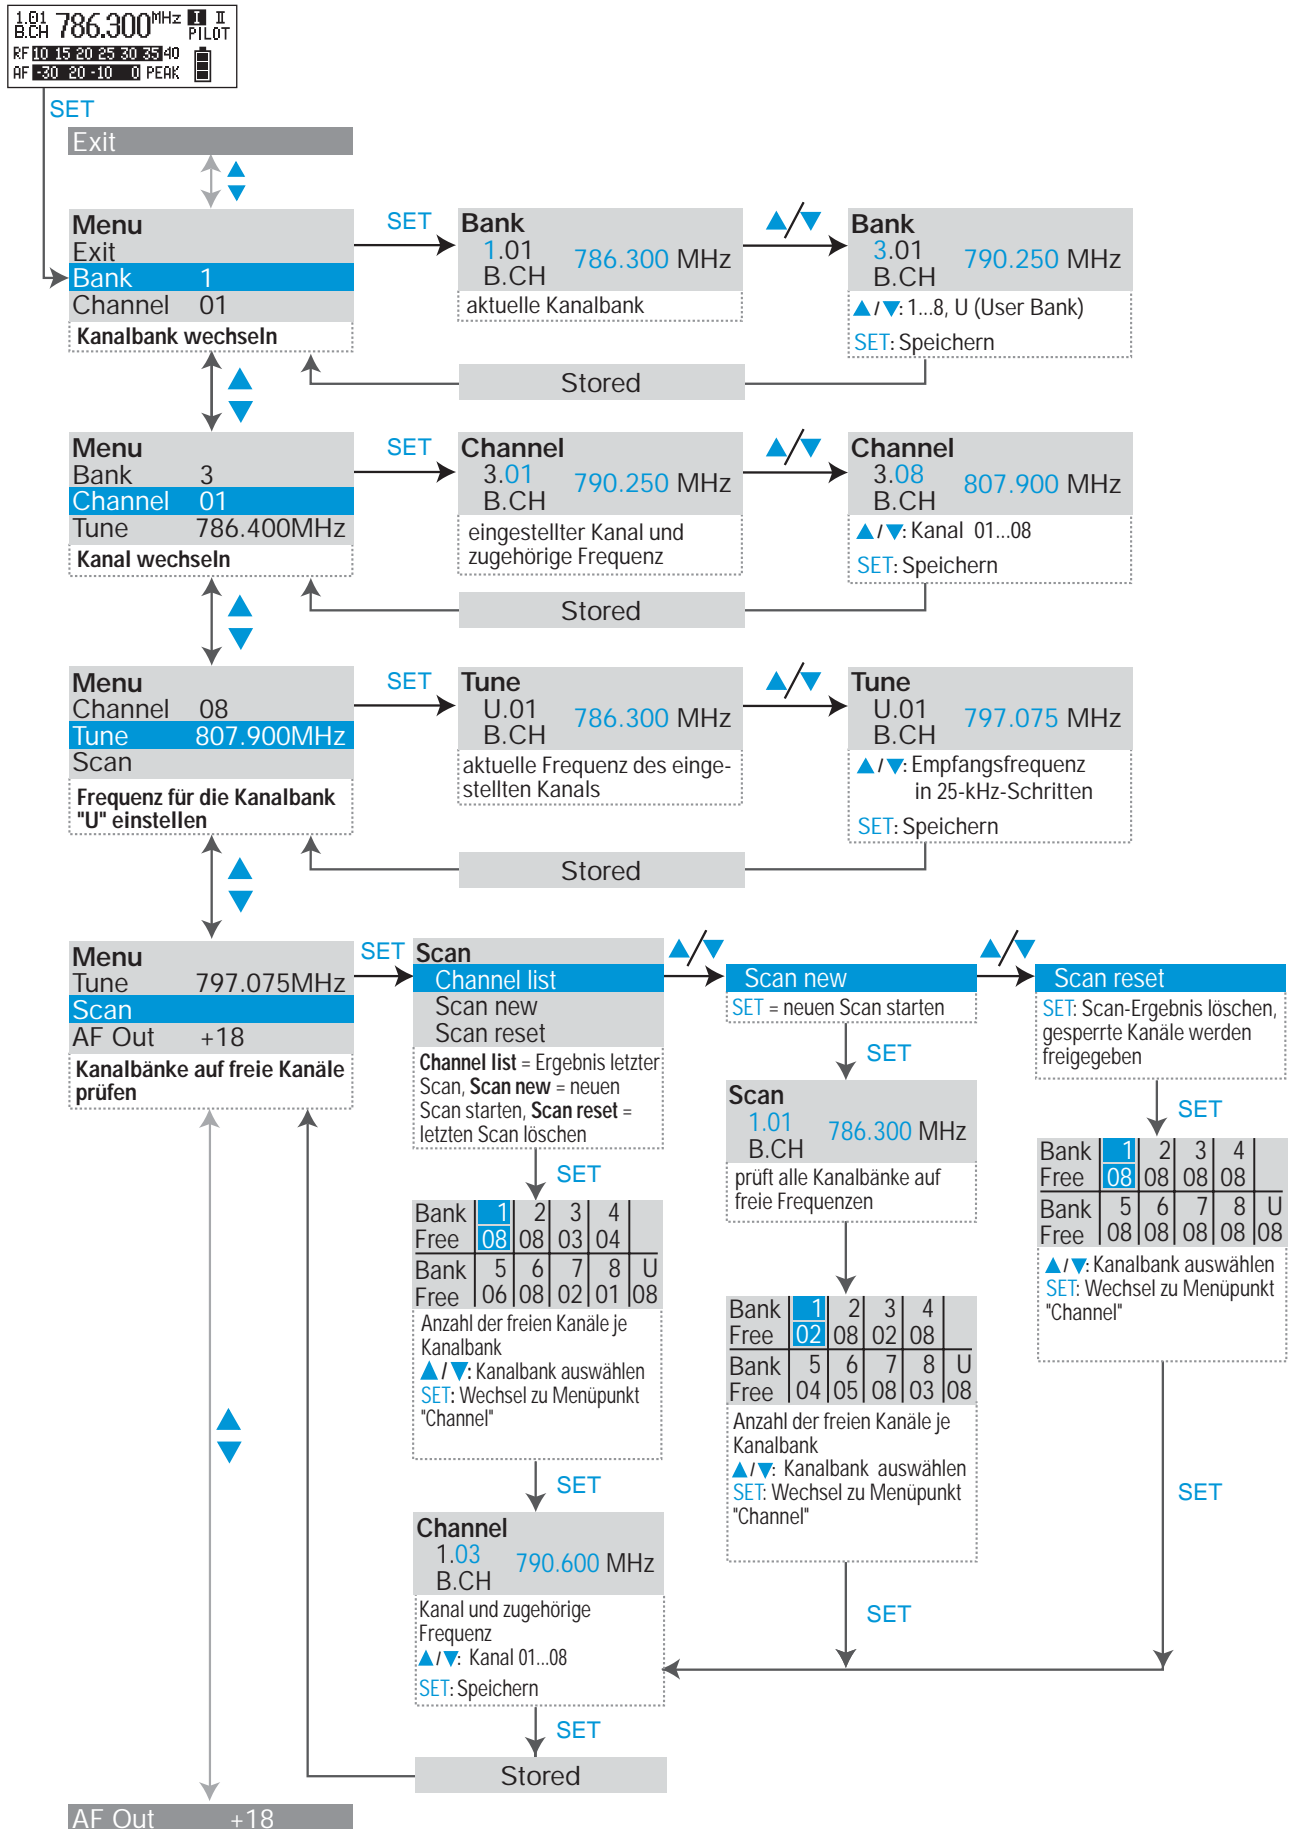 1.01 786.300 MHz I II
B.CH PILOT
RF 10 15 20 25 30 35 40
AF -30 20 -10 0 PEAK
SET
Exit
Menu
Exit
Bank 1
Channel 01
Kanalbank wechseln
SET
Bank
1.01
B.CH
786.300 MHz
aktuelle Kanalbank
▲/▼
Bank
3.01
B.CH
790.250 MHz
▲/▼: 1...8, U (User Bank)
SET: Speichern
Stored
Menu
Bank 3
Channel 01
Tune 786.400MHz
Kanal wechseln
SET
Channel
3.01
B.CH
790.250 MHz
eingestellter Kanal und
zugehörige Frequenz
▲/▼
Channel
3.08
B.CH
807.900 MHz
▲/▼: Kanal 01...08
SET: Speichern
Stored
Menu
Channel 08
Tune 807.900MHz
Scan
Frequenz für die Kanalbank
"U" einstellen
SET
Tune
U.01
B.CH
786.300 MHz
aktuelle Frequenz des einge-
stellten Kanals
▲/▼
Tune
U.01
B.CH
797.075 MHz
▲/▼: Empfangsfrequenz
in 25-kHz-Schritten
SET: Speichern
Stored
Menu
Tune 797.075MHz
Scan
AF Out +18
Kanalbänke auf freie Kanäle
prüfen
SET
Scan
Channel list
Scan new
Scan reset
Channel list = Ergebnis letzter
Scan, Scan new = neuen
Scan starten, Scan reset =
letzten Scan löschen
SET
Bank 1 2 3 4
Free 08 08 03 04
Bank 5 6 7 8 U
Free 06 08 02 01 08
Anzahl der freien Kanäle je
Kanalbank
▲/▼: Kanalbank auswählen
SET: Wechsel zu Menüpunkt
"Channel"
SET
Channel
1.03
B.CH
790.600 MHz
Kanal und zugehörige
Frequenz
▲/▼: Kanal 01...08
SET: Speichern
SET
Stored
▲/▼
Scan new
SET = neuen Scan starten
SET
Scan
1.01
B.CH
786.300 MHz
prüft alle Kanalbänke auf
freie Frequenzen
Bank 1 2 3 4
Free 02 08 02 08
Bank 5 6 7 8 U
Free 04 05 08 03 08
Anzahl der freien Kanäle je
Kanalbank
▲/▼: Kanalbank auswählen
SET: Wechsel zu Menüpunkt
"Channel"
SET
▲/▼
Scan reset
SET: Scan-Ergebnis löschen,
gesperrte Kanäle werden
freigegeben
SET
Bank 1 2 3 4
Free 08 08 08 08
Bank 5 6 7 8 U
Free 08 08 08 08 08
▲/▼: Kanalbank auswählen
SET: Wechsel zu Menüpunkt
"Channel"
SET
AF Out +18